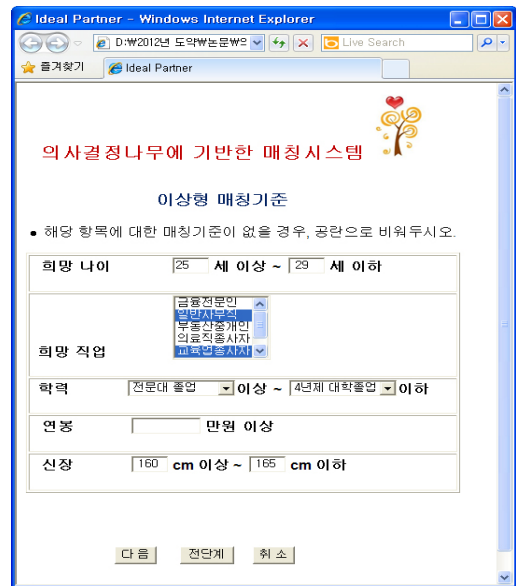 Ideal Partner - Windows Internet Explorer
D:₩2012년 도약₩논문₩
Live Search
즐겨찾기
Ideal Partner
의사결정나무에 기반한 매칭시스템
이상형 매칭기준
• 해당 항목에 대한 매칭기준이 없을 경우, 공란으로 비워두시오.
희망 나이 25 세 이상 ~ 29 세 이하
금융전문인
일반사무직
부동산중개인
의료직종사자
희망 직업 교육업종사자
학력 전문대 졸업 이상 ~ 4년제 대학졸업 이하
연봉 만원 이상
신장 160 cm 이상 ~ 165 cm 이하
다음 전단계 취소